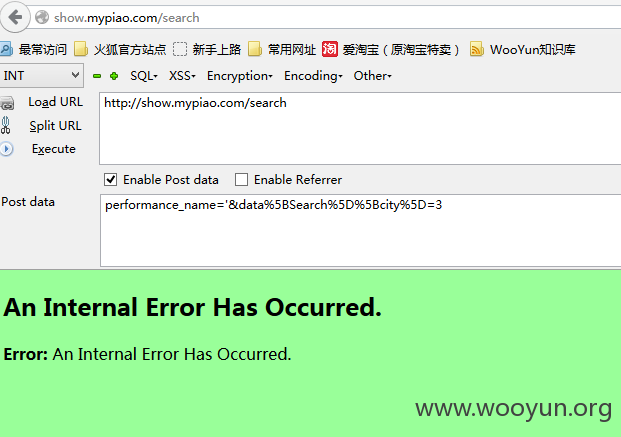 show.mypiao.com/search
最常访问 火狐官方站点 新手上路 常用网址 淘 爱淘宝（原淘宝特卖） WooYun知识库
INT SQL XSS Encryption Encoding Other
Load URL http://show.mypiao.com/search
Split URL
Execute
Enable Post data Enable Referrer
Post data performance_name='&data%5BSearch%5D%5Bcity%5D=3
An Internal Error Has Occurred.
Error: An Internal Error Has Occurred.
www.wooyun.org